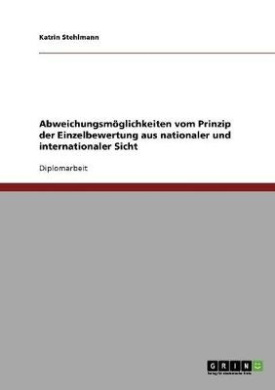 Katrin Stehlmann
Abweichungsmöglichkeiten vom Prinzip
der Einzelbewertung aus nationaler und
internationaler Sicht
Diplomarbeit
GRIN